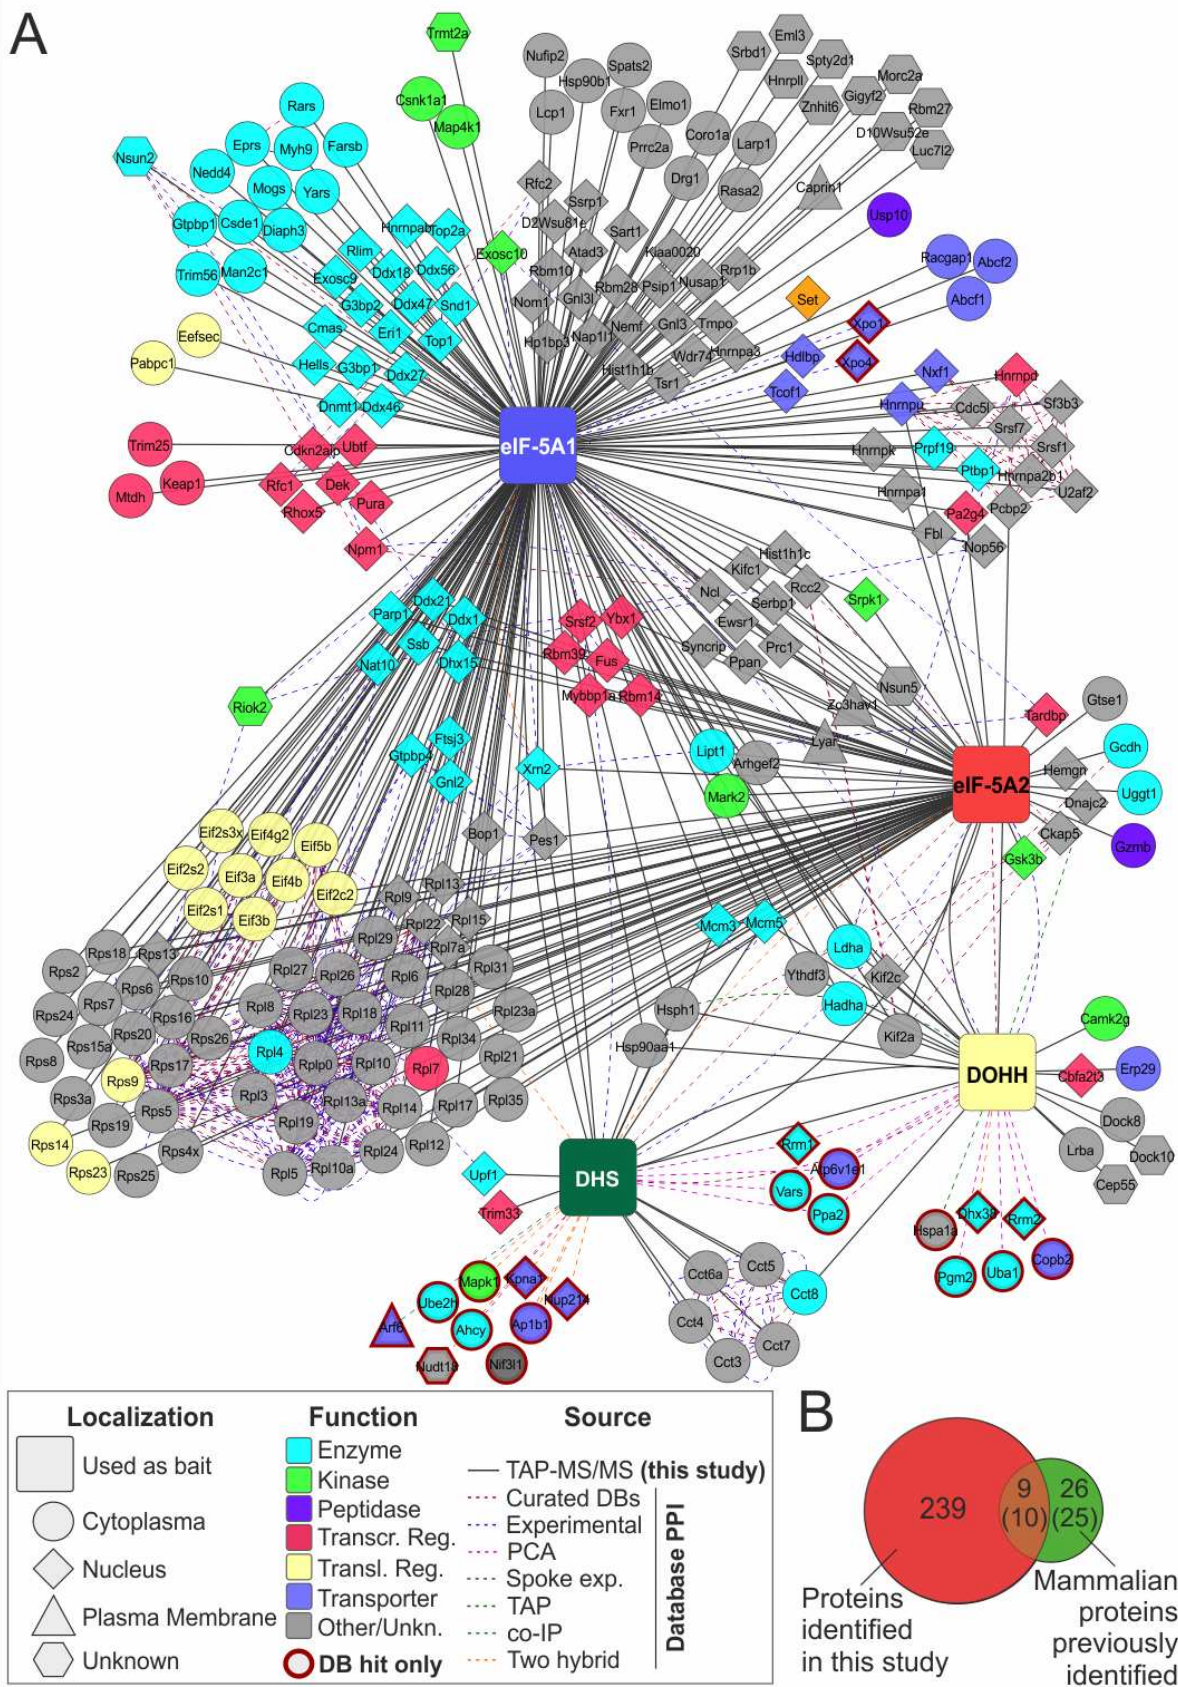 A
Trmt2a
Csnk1a1
Map4k1
Nufip2
Hsp90b1
Spats2
Lcp1
Fxr1
Elmo1
Prrc2a
Srbd1
Eml3
Hnrpll
Spty2d1
Znhit6
Gigyf2
Morc2a
Rbm27
D10Wsu52e
Luc7l2
Coro1a
Larp1
Drg1
Rasa2
Caprin1
Usp10
Rars
Eprs
Myh9
Farsb
Nsun2
Nedd4
Mogs
Yars
Gtpbp1
Csde1
Diaph3
Trim56
Man2c1
Hnrnpab
Top2a
Rlim
Exosc9
Ddx18
Ddx56
G3bp2
Ddx47
Snd1
Cmas
Eri1
Top1
Hells
G3bp1
Ddx27
Dnmt1
Ddx46
Exosc10
Rfc2
Ssrp1
D2Wsu81e
Sart1
Atad3
Kiaa0020
Rbm10
Rbm28
Psip1
Nusap1
Rrp1b
Nom1
Gnl3l
Nemf
Gnl3
Tmpo
Hp1bp3
Nap1l1
Wdr74
Hnrnpa3
Hist1h1b
Tsr1
Set
Racgap1
Abcf2
Abcf1
Xpo1
Xpo4
Hdlbp
Tcof1
Eefsec
Pabpc1
Nxf1
Hnrnpd
Hnrnpu
Cdc5l
Sf3b3
Srsf7
Srsf1
Hnrnpk
Prpf19
Ptbp1
Hnrnpa2b1
U2af2
Hnrnpa1
Pa2g4
Pcbp2
Fbl
Nop56
eIF-5A1
Trim25
Mtdh
Keap1
Cdkn2aip
Ubtf
Rfc1
Dek
Rhox5
Pura
Npm1
Hist1h1c
Kifc1
Ncl
Rcc2
Serbp1
Ewsr1
Syncrip
Prc1
Ppan
Srpk1
Nsun5
Zc3hav1
Lyar
Parp1
Ddx21
Ddx1
Ssb
Nat10
Dhx15
Srsf2
Ybx1
Rbm39
Fus
Mybbp1a
Rbm14
Riok2
Gtpbp4
Ftsj3
Gnl2
Xrn2
Lipt1
Arhgef2
Mark2
Bop1
Pes1
Tardbp
Gtse1
Gcdh
Hemgn
Uggt1
Dnajc2
Ckap5
Gzmb
Gsk3b
eIF-5A2
Eif2s3x
Eif4g2
Eif5b
Eif2s2
Eif3a
Eif4b
Eif2c2
Eif2s1
Eif3b
Rpl13
Rpl9
Rpl22
Rpl15
Rpl29
Rpl7a
Rps2
Rps18
Rps13
Rps6
Rps10
Rpl27
Rpl26
Rpl6
Rpl31
Rpl28
Rps24
Rps7
Rps16
Rpl8
Rpl23
Rpl18
Rpl11
Rpl23a
Rps15a
Rps20
Rps26
Rpl34
Rps8
Rps17
Rpl4
Rplp0
Rpl10
Rpl7
Rpl21
Rps9
Rps3a
Rps5
Rpl3
Rpl13a
Rpl14
Rpl17
Rpl35
Rps19
Rpl19
Rps14
Rps4x
Rpl24
Rpl12
Rps23
Rps25
Rpl5
Rpl10a
Mcm3
Mcm5
Ldha
Ythdf3
Kif2c
Hadha
Kif2a
Hsph1
Hsp90aa1
DOHH
Camk2g
Cbfa2t3
Erp29
Dock8
Lrba
Dock10
Cep55
DHS
Upf1
Trim33
Rrm1
Atp6v1e1
Vars
Ppa2
Hspa1a
Dhx38
Rrm2
Pgm2
Uba1
Copb2
Mapk1
Kpna1
Ube2h
Nup214
Arf6
Ahcy
Ap1b1
Nif3l1
Cct6a
Cct5
Cct8
Cct4
Cct7
Cct3
Localization
Used as bait
Cytoplasma
Nucleus
Plasma Membrane
Unknown
Function
Enzyme
Kinase
Peptidase
Transcr. Reg.
Transl. Reg.
Transporter
Other/Unkn.
DB hit only
Source
TAP-MS/MS (this study)
Curated DBs
Experimental
PCA
Spoke exp.
TAP
co-IP
Two hybrid
Database PPI
B
239
9
(10)
26
(25)
Proteins
identified
in this study
Mammalian
proteins
previously
identified